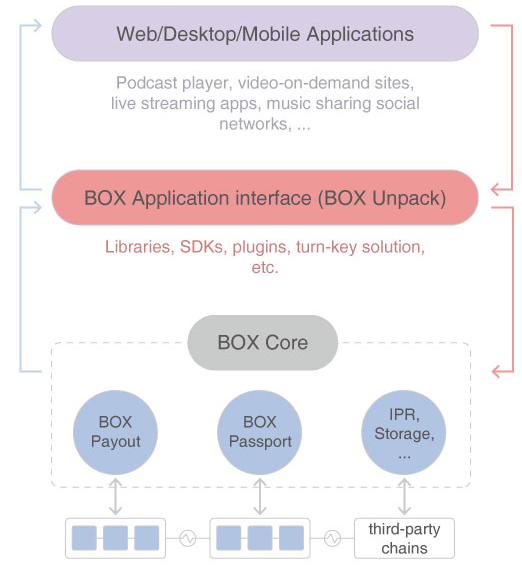 Web/Desktop/Mobile Applications
Podcast player, video-on-demand sites,
live streaming apps, music sharing social
networks, ...
BOX Application interface (BOX Unpack)
Libraries, SDKs, plugins, turn-key solution,
etc.
BOX Core
BOX
Payout
BOX
Passport
IPR,
Storage,
...
third-party
chains